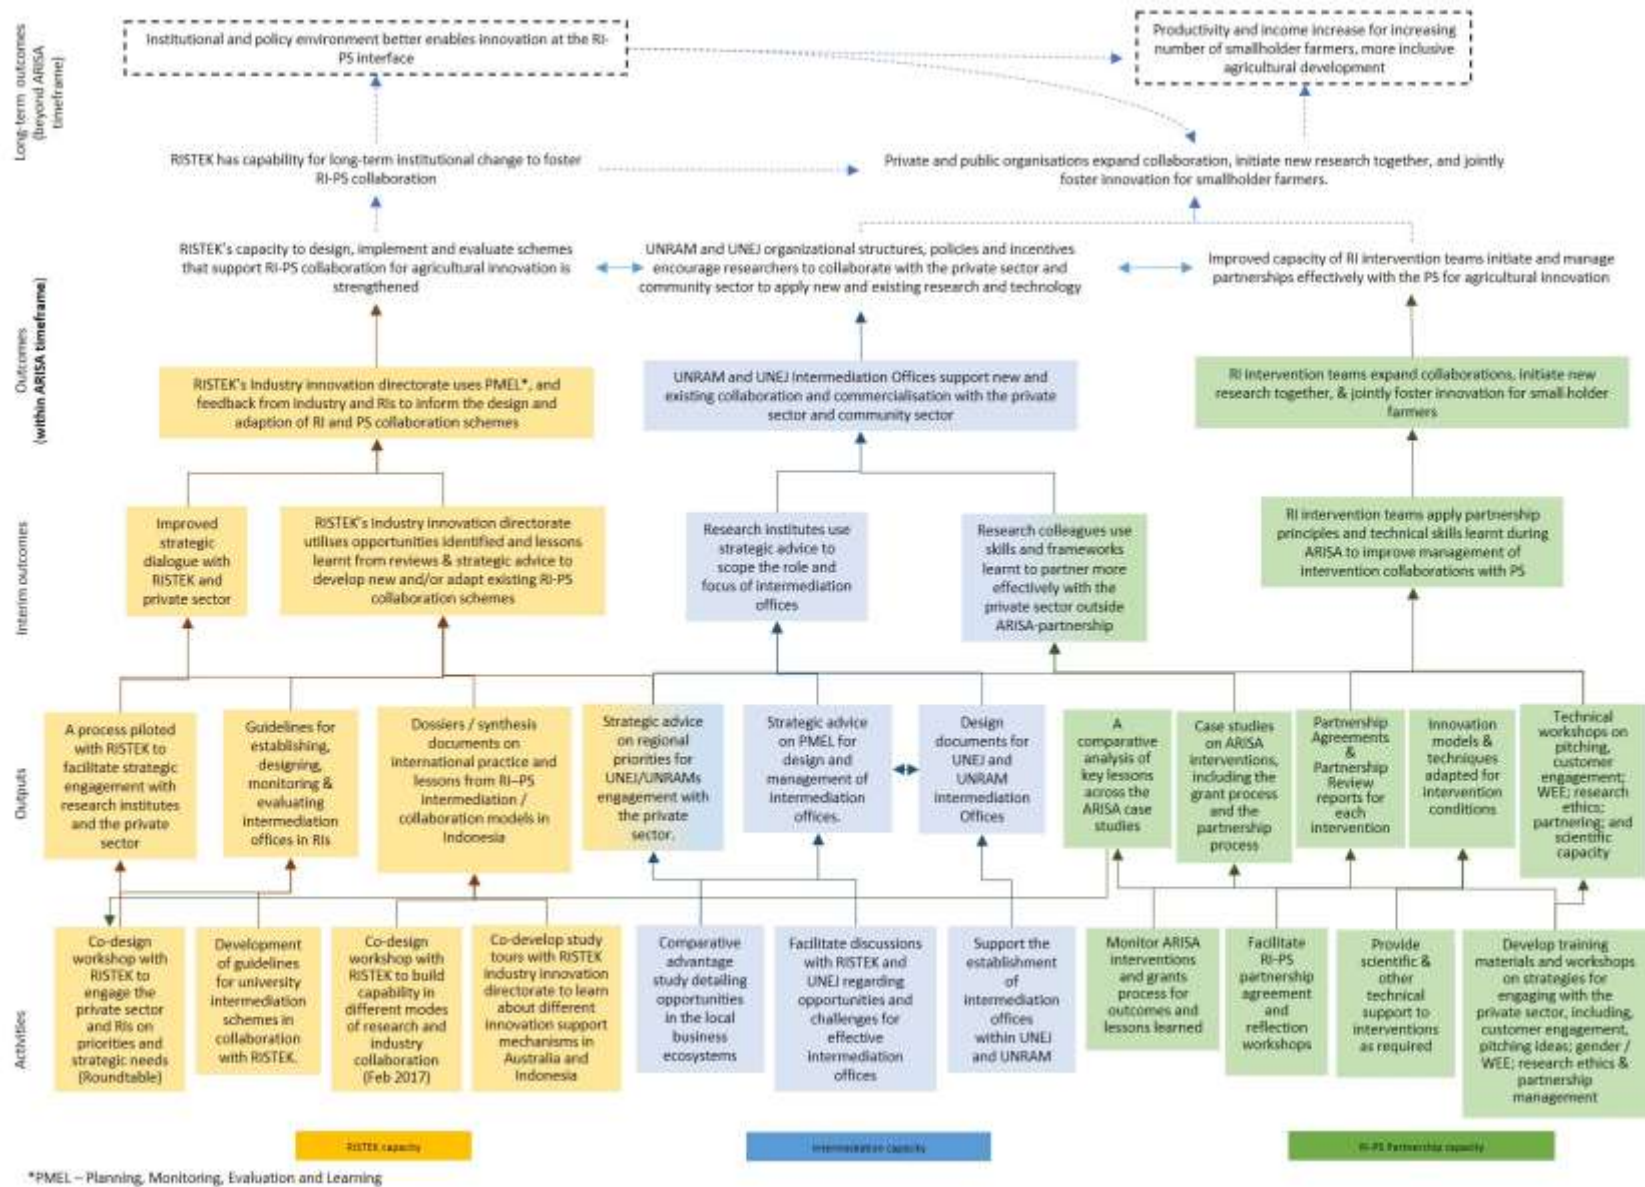 Long-term outcomes
(beyond ARISA
timeframe)
Institutional and policy environment better enables innovation at the RI-
PS interface
Productivity and income increase for increasing
number of smallholder farmers, more inclusive
agricultural development
RISTEK has capability for long-term institutional change to foster
RI-PS collaboration
Private and public organisations expand collaboration, initiate new research together, and jointly
foster innovation for smallholder farmers.
Outcomes
(within ARISA timeframe)
RISTEK's capacity to design, implement and evaluate schemes
that support RI-PS collaboration for agricultural innovation is
strengthened
UNRAM and UNEJ organizational structures, policies and incentives
encourage researchers to collaborate with the private sector and
community sector to apply new and existing research and technology
Improved capacity of RI intervention teams initiate and manage
partnerships effectively with the PS for agricultural innovation
RISTEK's Industry innovation directorate uses PMEL*, and
feedback from industry and RIs to inform the design and
adaption of RI and PS collaboration schemes
UNRAM and UNEJ Intermediation Offices support new and
existing collaboration and commercialisation with the private
sector and community sector
RI intervention teams expand collaborations, initiate new
research together, & jointly foster innovation for small-holder
farmers
Interim outcomes
Improved
strategic
dialogue with
RISTEK and
private sector
RISTEK's Industry innovation directorate
utilises opportunities identified and lessons
learnt from reviews & strategic advice to
develop new and/or adapt existing RI-PS
collaboration schemes
Research institutes use
strategic advice to
scope the role and
focus of intermediation
offices
Research colleagues use
skills and frameworks
learnt to partner more
effectively with the
private sector outside
ARISA-partnership
RI intervention teams apply partnership
principles and technical skills learnt during
ARISA to improve management of
intervention collaborations with PS
Outputs
A process piloted
with RISTEK to
facilitate strategic
engagement with
research institutes
and the private
sector
Guidelines for
establishing,
designing,
monitoring &
evaluating
intermediation
offices in RIs
Dossiers / synthesis
documents on
international practice and
lessons from RI–PS
intermediation /
collaboration models in
Indonesia
Strategic advice
on regional
priorities for
UNEJ/UNRAMs
engagement with
the private
sector.
Strategic advice
on PMEL for
design and
management of
intermediation
offices.
Design
documents for
UNEJ and
UNRAM
Intermediation
Offices
A
comparative
analysis of
key lessons
across the
ARISA case
studies
Case studies
on ARISA
interventions,
including the
grant process
and the
partnership
process
Partnership
Agreements
&
Partnership
Review
reports for
each
intervention
Innovation
models &
techniques
adapted for
intervention
conditions
Technical
workshops on
pitching,
customer
engagement;
WEE; research
ethics;
partnering; and
scientific
capacity
Activities
Co-design
workshop with
RISTEK to
engage the
private sector
and RIs on
priorities and
strategic needs
(Roundtable)
Development
of guidelines
for university
intermediation
schemes in
collaboration
with RISTEK.
Co-design
workshop with
RISTEK to build
capability in
different modes
of research and
industry
collaboration
(Feb 2017)
Co-develop study
tours with RISTEK
industry innovation
directorate to learn
about different
innovation support
mechanisms in
Australia and
Indonesia
Comparative
advantage
study detailing
opportunities
in the local
business
ecosystems
Facilitate discussions
with RISTEK and
UNEJ regarding
opportunities and
challenges for
effective
intermediation
offices
Support the
establishment
of
intermediation
offices
within UNEJ
and UNRAM
Monitor ARISA
interventions
and grants
process for
outcomes and
lessons learned
Facilitate
RI-PS
partnership
agreement
and
reflection
workshops
Provide
scientific &
other
technical
support to
interventions
as required
Develop training
materials and workshops
on strategies for
engaging with the
private sector, including,
customer engagement,
pitching ideas; gender /
WEE; research ethics &
partnership
management
RISTEK capacity
Intermediation capacity
RI-PS Partnership capacity
*PMEL – Planning, Monitoring, Evaluation and Learning